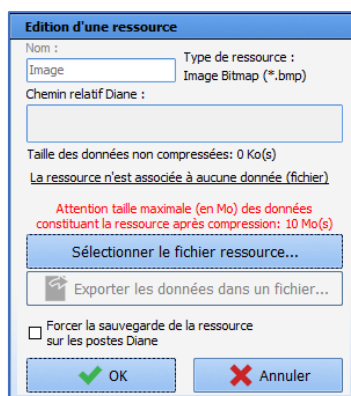 Edition d'une ressource
Nom :
Type de ressource :
Image
Image Bitmap (*.bmp)
Chemin relatif Diane :
Taille des données non compressées: 0 Ko(s)
La ressource n'est associée à aucune donnée (fichier)
Attention taille maximale (en Mo) des données
constituant la ressource après compression: 10 Mo(s)
Sélectionner le fichier ressource...
Exporter les données dans un fichier...
Forcer la sauvegarde de la ressource
sur les postes Diane
OK
Annuler